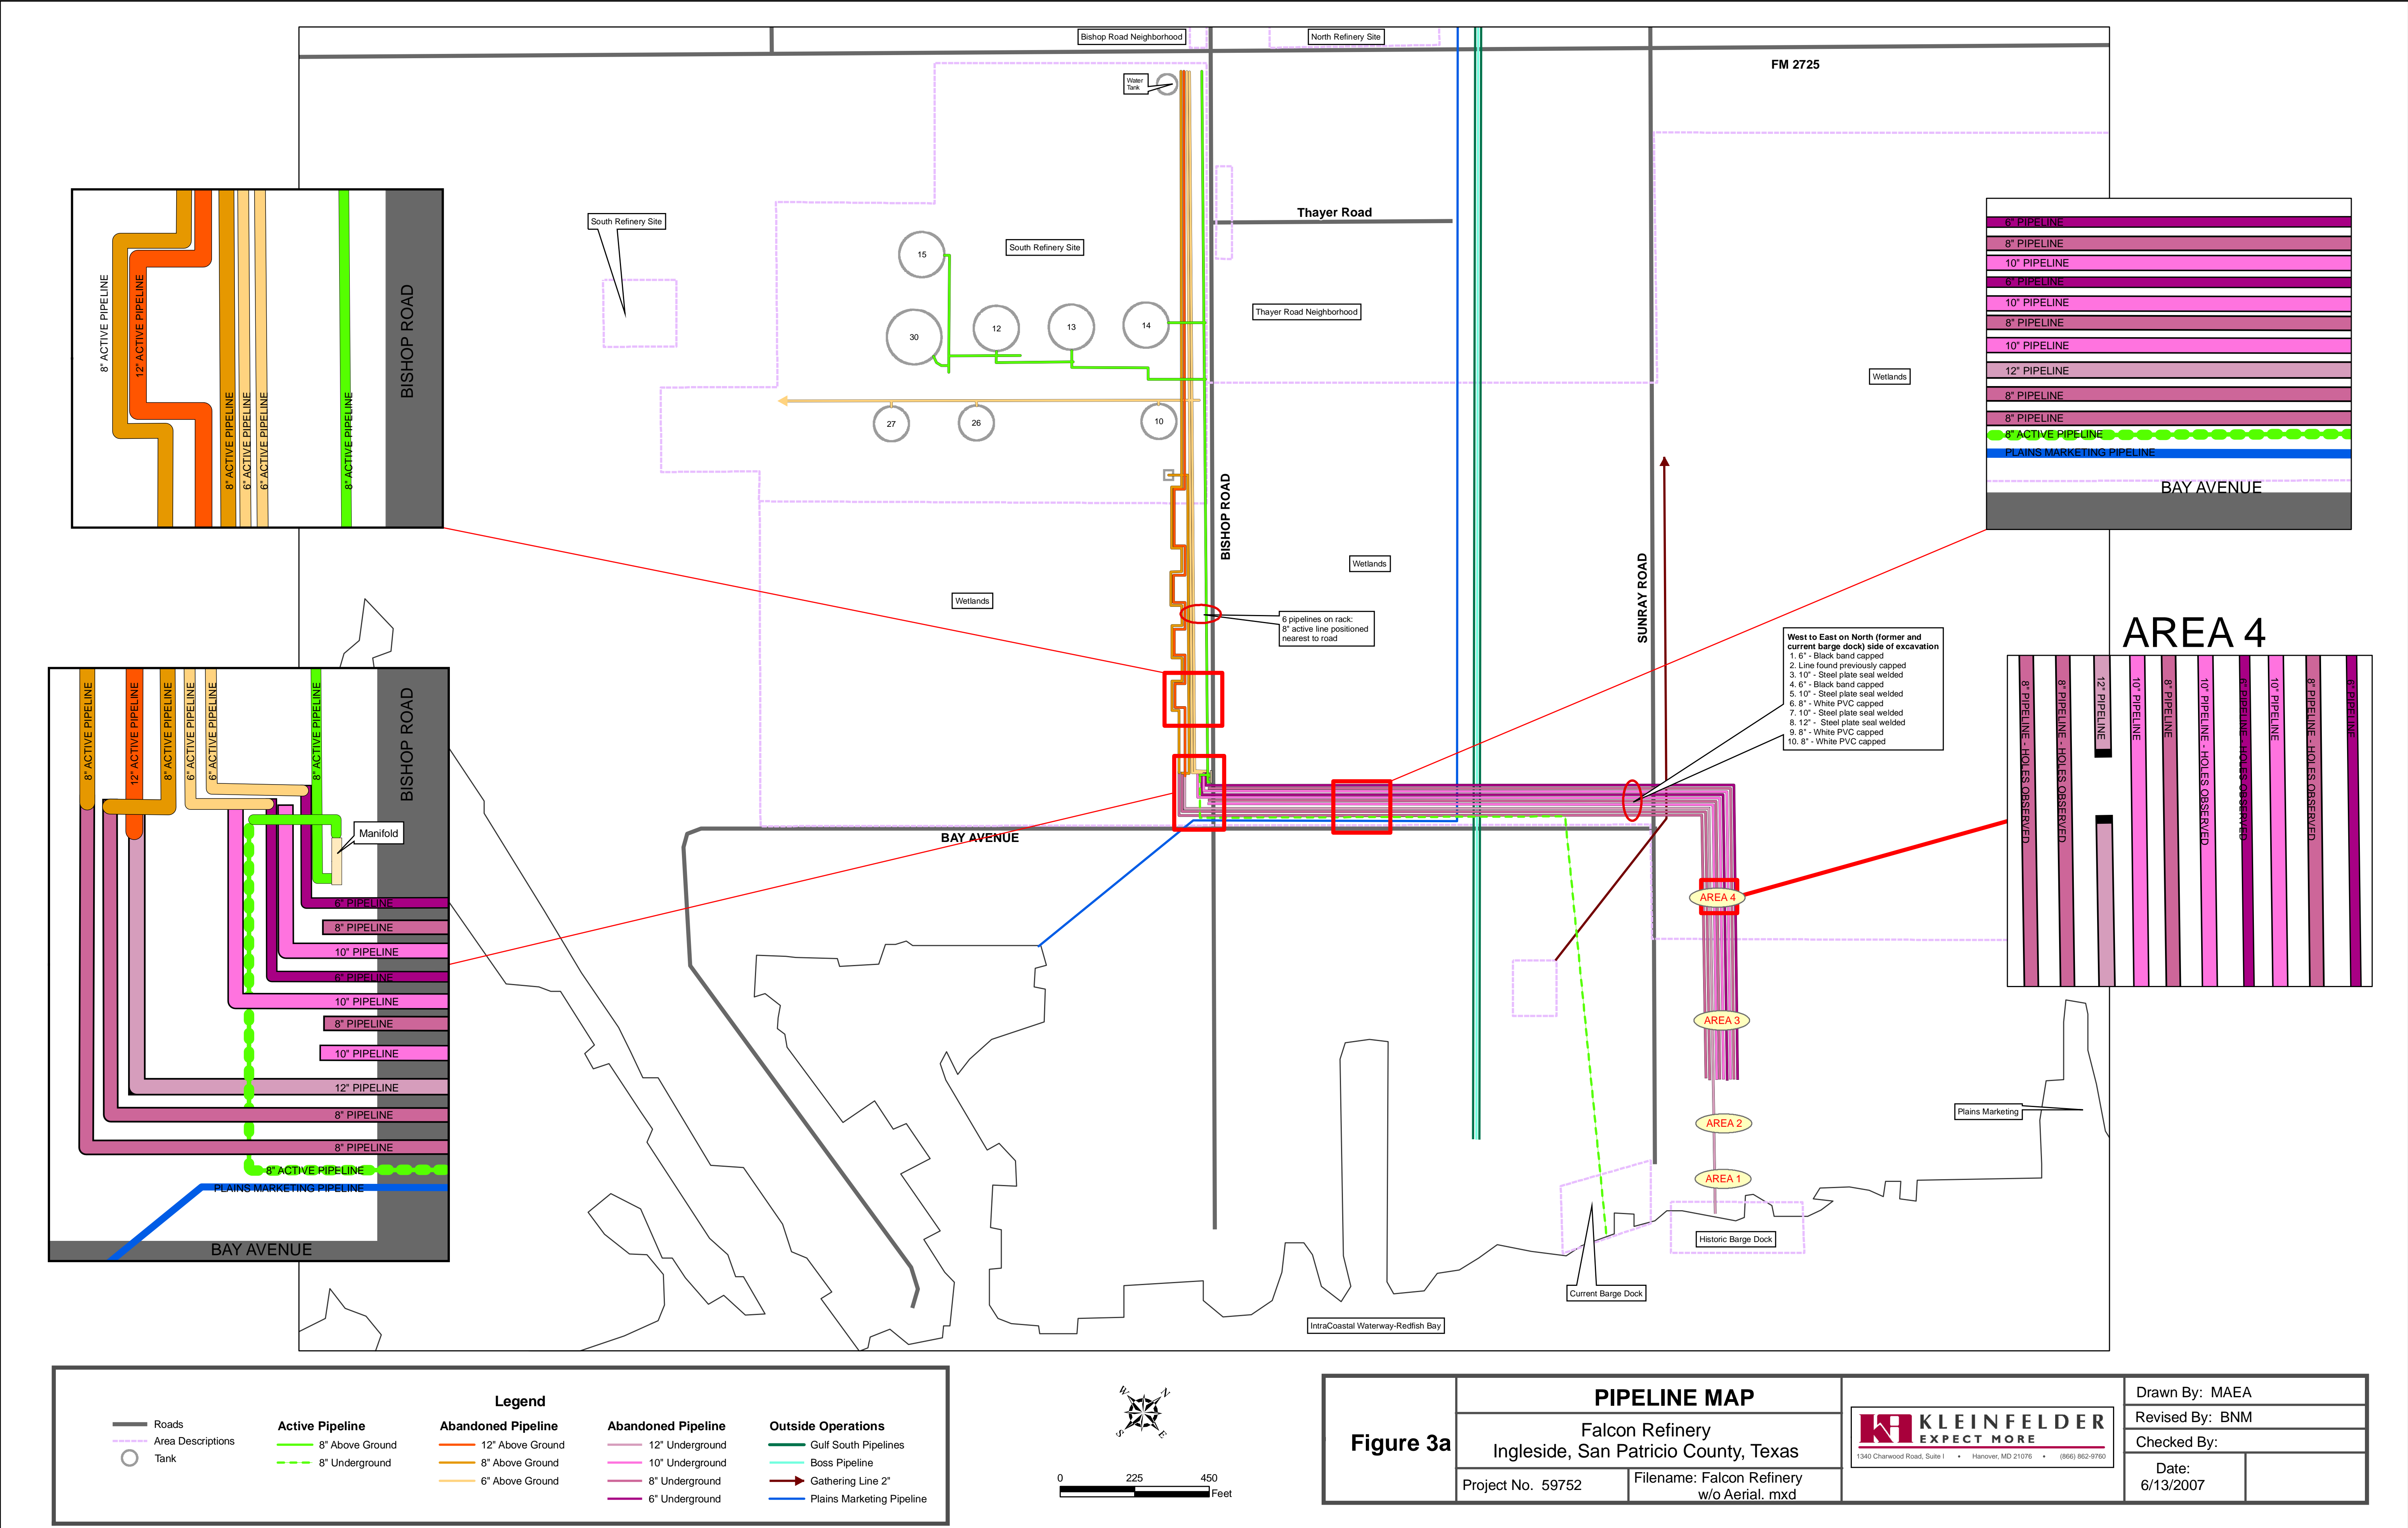 Bishop Road Neighborhood
North Refinery Site
FM 2725
Water
Tank
Thayer Road
South Refinery Site
South Refinery Site
15
30
12
13
14
Thayer Road Neighborhood
Wetlands
27
26
10
BISHOP ROAD
SUNRAY ROAD
Wetlands
Wetlands
6 pipelines on rack:
8" active line positioned
nearest to road
West to East on North (former and
current barge dock) side of excavation
1. 6" - Black band capped
2. Line found previously capped
3. 10" - Steel plate seal welded
4. 6" - Black band capped
5. 10" - Steel plate seal welded
6. 8" - White PVC capped
7. 10" - Steel plate seal welded
8. 12" - Steel plate seal welded
9. 8" - White PVC capped
10. 8" - White PVC capped
BAY AVENUE
AREA 4
AREA 3
AREA 2
AREA 1
Plains Marketing
Historic Barge Dock
Current Barge Dock
IntraCoastal Waterway-Redfish Bay
8" ACTIVE PIPELINE
12" ACTIVE PIPELINE
8" ACTIVE PIPELINE
6" ACTIVE PIPELINE
6" ACTIVE PIPELINE
8" ACTIVE PIPELINE
BISHOP ROAD
8" ACTIVE PIPELINE
12" ACTIVE PIPELINE
8" ACTIVE PIPELINE
6" ACTIVE PIPELINE
6" ACTIVE PIPELINE
8" ACTIVE PIPELINE
BISHOP ROAD
Manifold
6" PIPELINE
8" PIPELINE
10" PIPELINE
6" PIPELINE
10" PIPELINE
8" PIPELINE
10" PIPELINE
12" PIPELINE
8" PIPELINE
8" PIPELINE
8" ACTIVE PIPELINE
PLAINS MARKETING PIPELINE
BAY AVENUE
6" PIPELINE
8" PIPELINE
10" PIPELINE
6" PIPELINE
10" PIPELINE
8" PIPELINE
10" PIPELINE
12" PIPELINE
8" PIPELINE
8" PIPELINE
8" ACTIVE PIPELINE
PLAINS MARKETING PIPELINE
BAY AVENUE
AREA 4
8" PIPELINE - HOLES OBSERVED
8" PIPELINE - HOLES OBSERVED
12" PIPELINE
10" PIPELINE
8" PIPELINE
10" PIPELINE - HOLES OBSERVED
6" PIPELINE - HOLES OBSERVED
10" PIPELINE
8" PIPELINE - HOLES OBSERVED
6" PIPELINE
Legend
Roads
Area Descriptions
Tank
Active Pipeline
8" Above Ground
8" Underground
Abandoned Pipeline
12" Above Ground
8" Above Ground
6" Above Ground
Abandoned Pipeline
12" Underground
10" Underground
8" Underground
6" Underground
Outside Operations
Gulf South Pipelines
Boss Pipeline
Gathering Line 2"
Plains Marketing Pipeline
W
N
S
E
0
225
450
Feet
Figure 3a
PIPELINE MAP
Falcon Refinery
Ingleside, San Patricio County, Texas
Project No. 59752
Filename: Falcon Refinery
w/o Aerial. mxd
KLEINFELDER
EXPECT MORE
1340 Charwood Road, Suite I • Hanover, MD 21076 • (866) 862-9760
Drawn By: MAEA
Revised By: BNM
Checked By:
Date:
6/13/2007